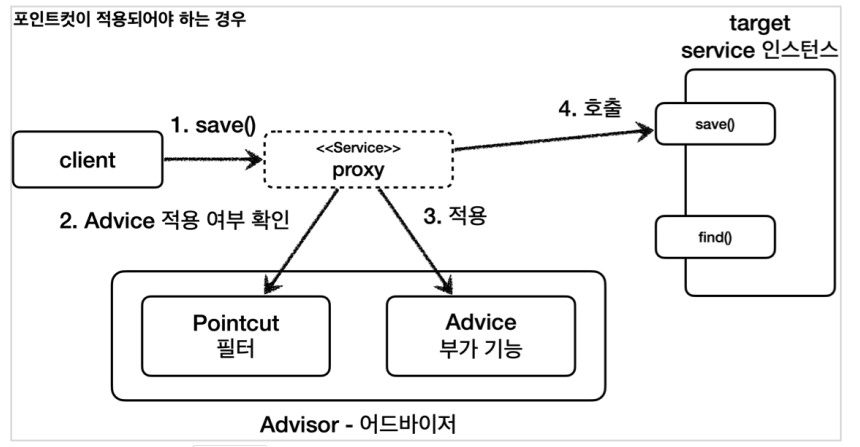 포인트컷이 적용되어야 하는 경우
target
service 인스턴스
4. 호출
1. save()
save()
client
<<Service>>
proxy
2. Advice 적용 여부 확인
3. 적용
find()
Pointcut
필터
Advice
부가 기능
Advisor - 어드바이저